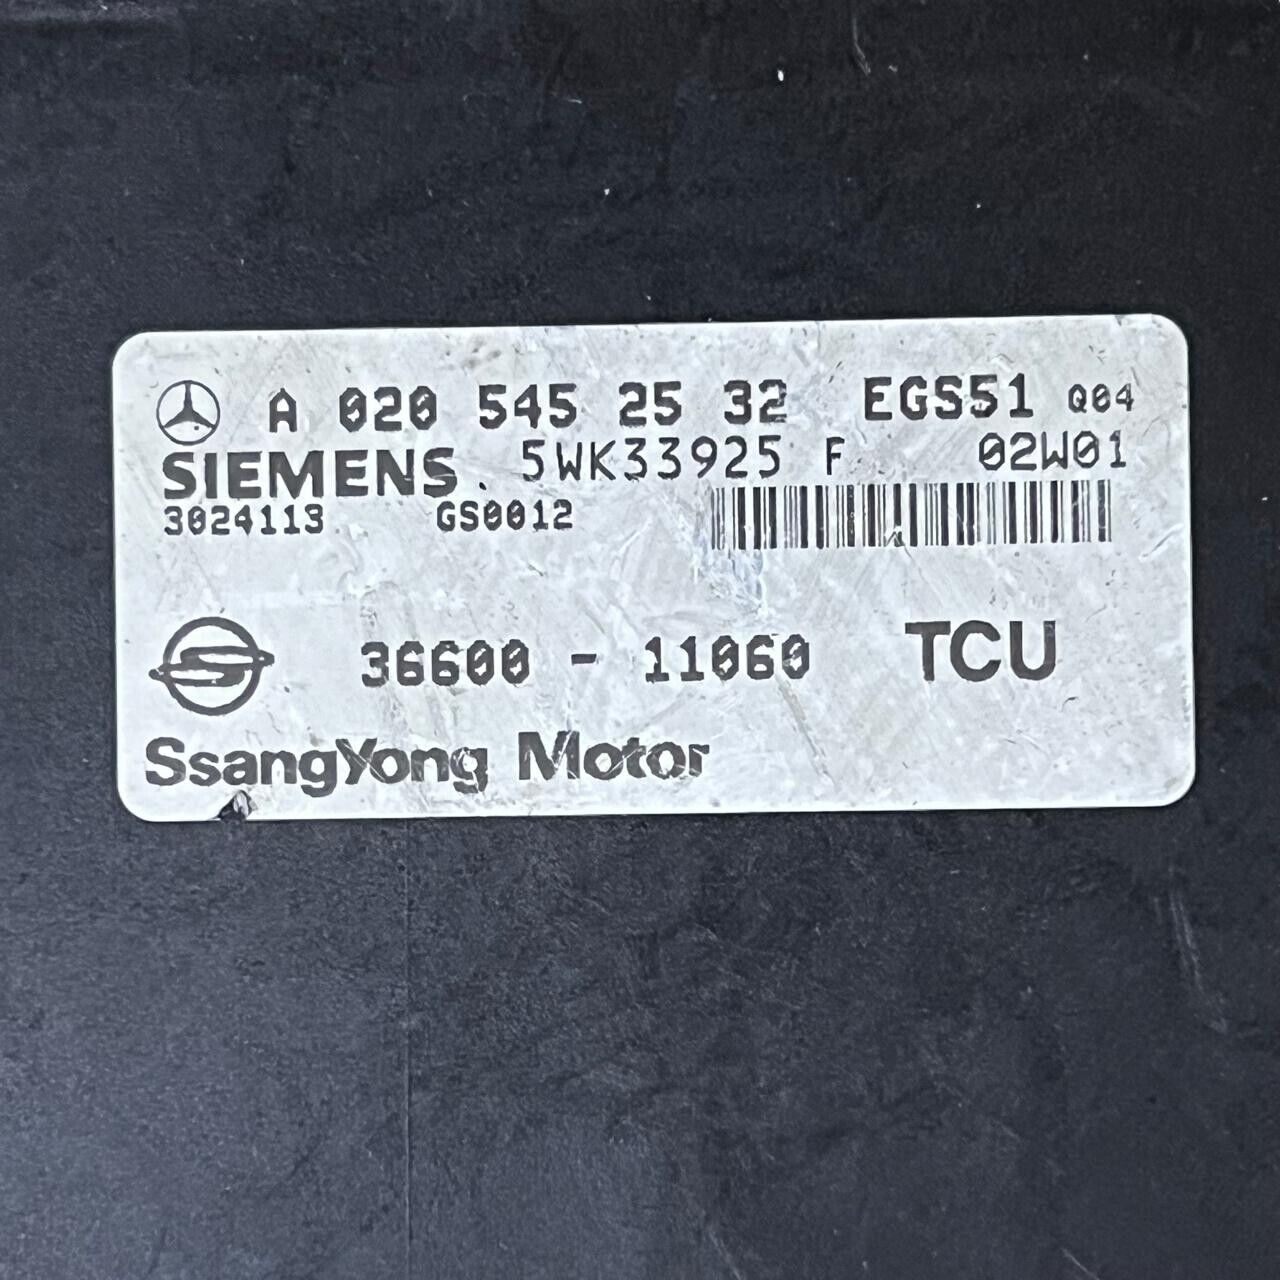 A 020 545 25 32 EGS51 Q04
SIEMENS 5WK33925 F 02W01
3024113 GS0012
36600 - 11060 TCU
SsangYong Motor